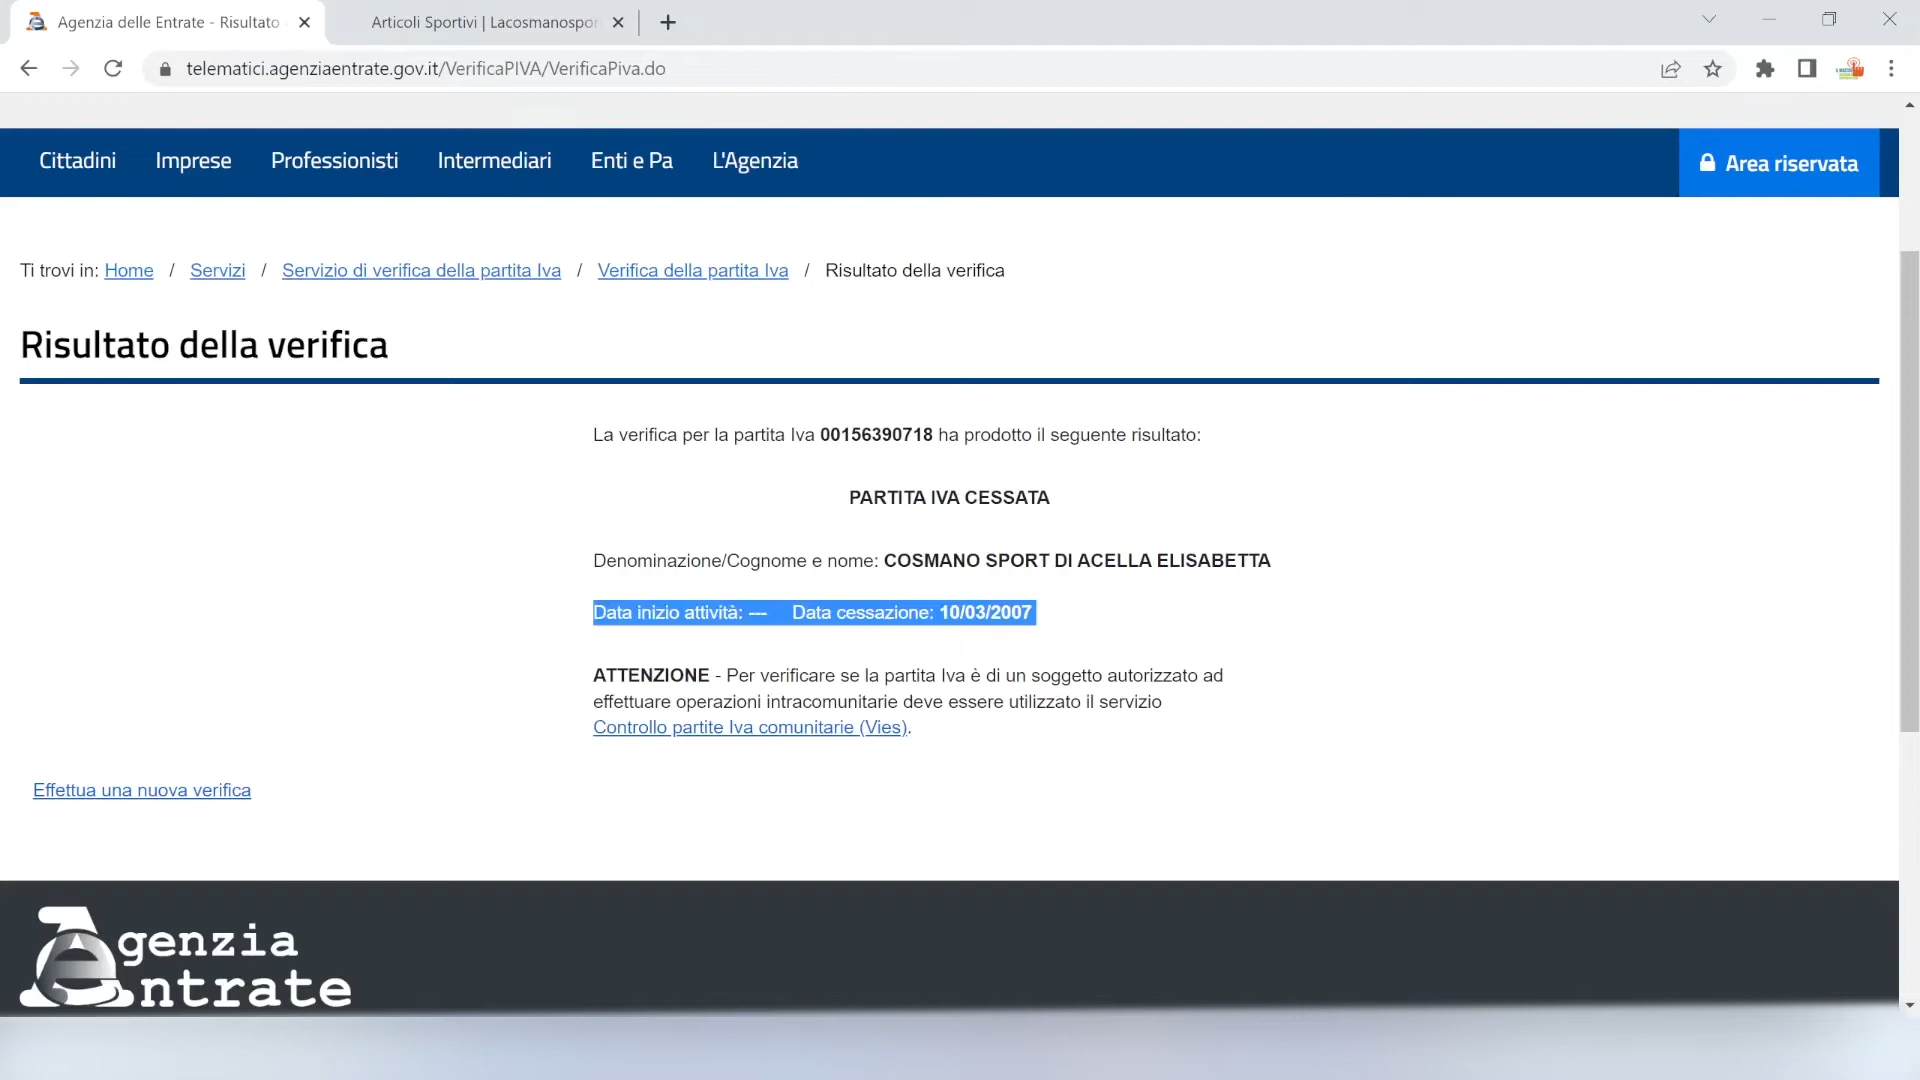 Agenzia delle Entrate - Risultato
Articoli Sportivi | Lacosmanospor
telematici.agenziaentrate.gov.it/VerificaPIVA/VerificaPiva.do
Cittadini Imprese Professionisti Intermediari Enti e Pa L'Agenzia
Area riservata
Ti trovi in: Home / Servizi / Servizio di verifica della partita Iva / Verifica della partita Iva / Risultato della verifica
Risultato della verifica
La verifica per la partita Iva 00156390718 ha prodotto il seguente risultato:
PARTITA IVA CESSATA
Denominazione/Cognome e nome: COSMANO SPORT DI ACELLA ELISABETTA
Data inizio attività: --- Data cessazione: 10/03/2007
ATTENZIONE - Per verificare se la partita Iva è di un soggetto autorizzato ad
effettuare operazioni intracomunitarie deve essere utilizzato il servizio
Controllo partite Iva comunitarie (Vies).
Effettua una nuova verifica
Agenzia
entrate